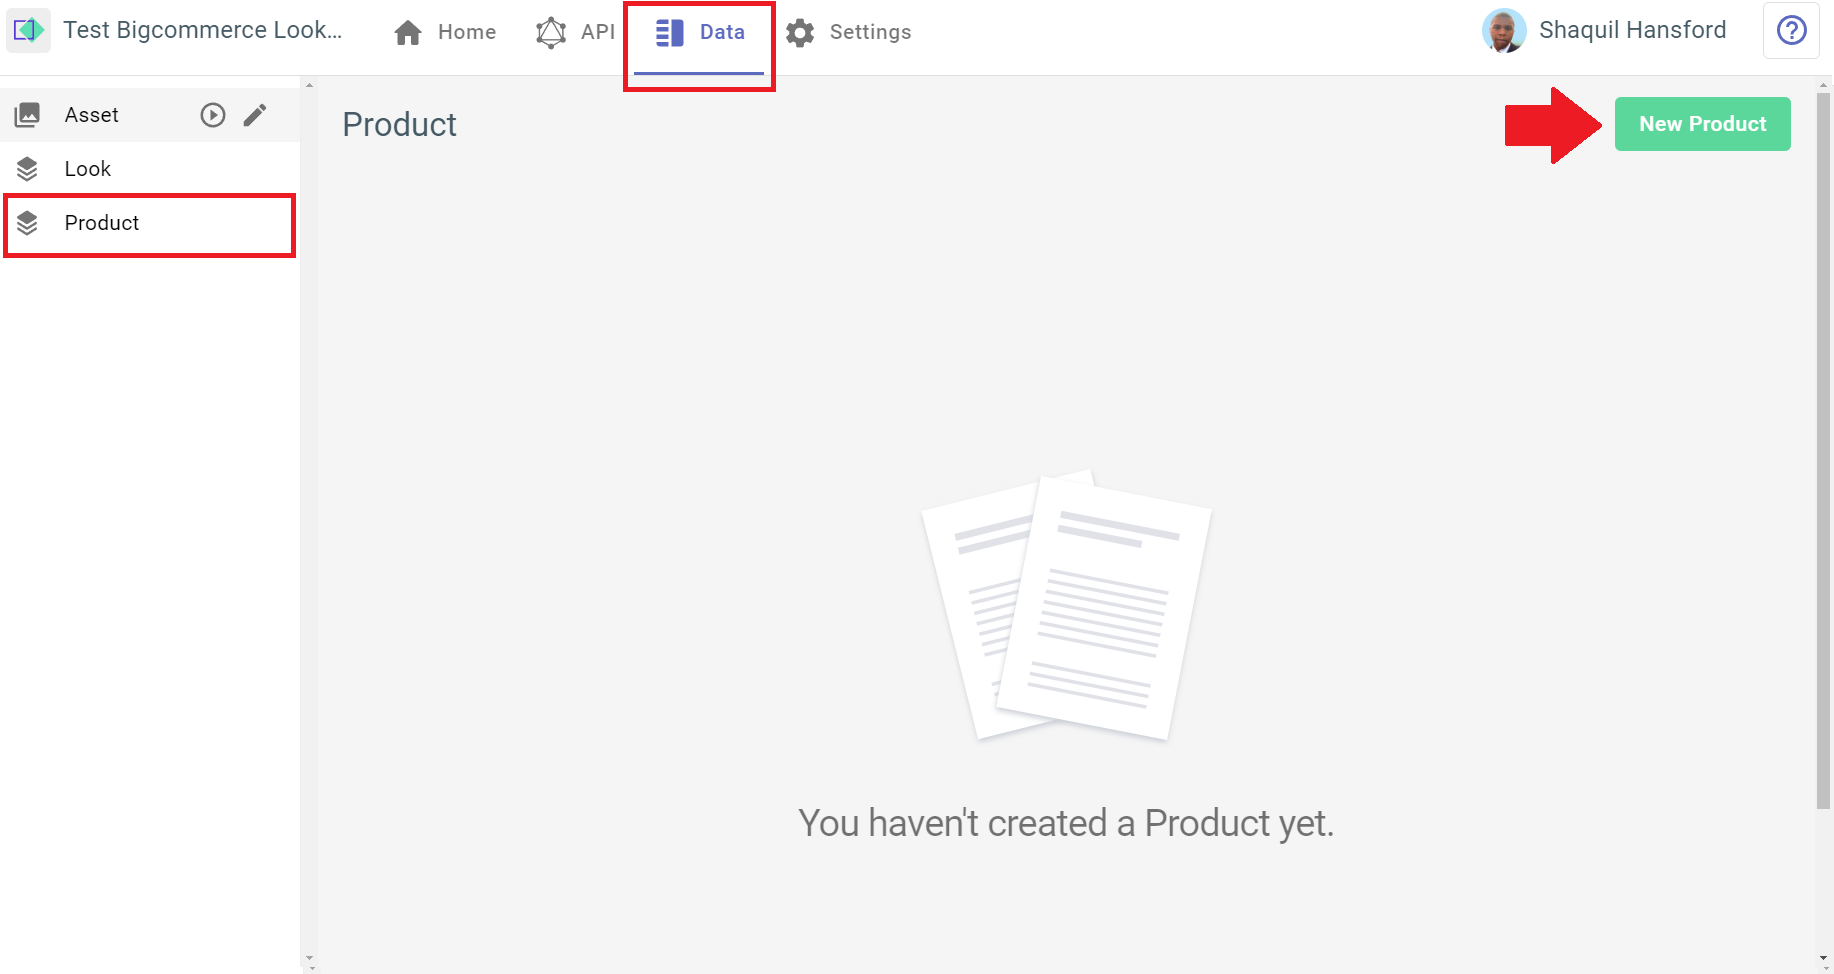 Test Bigcommerce Look...
Home
API
Data
Settings
Shaquil Hansford
Asset
Look
Product
Product
New Product
You haven't created a Product yet.